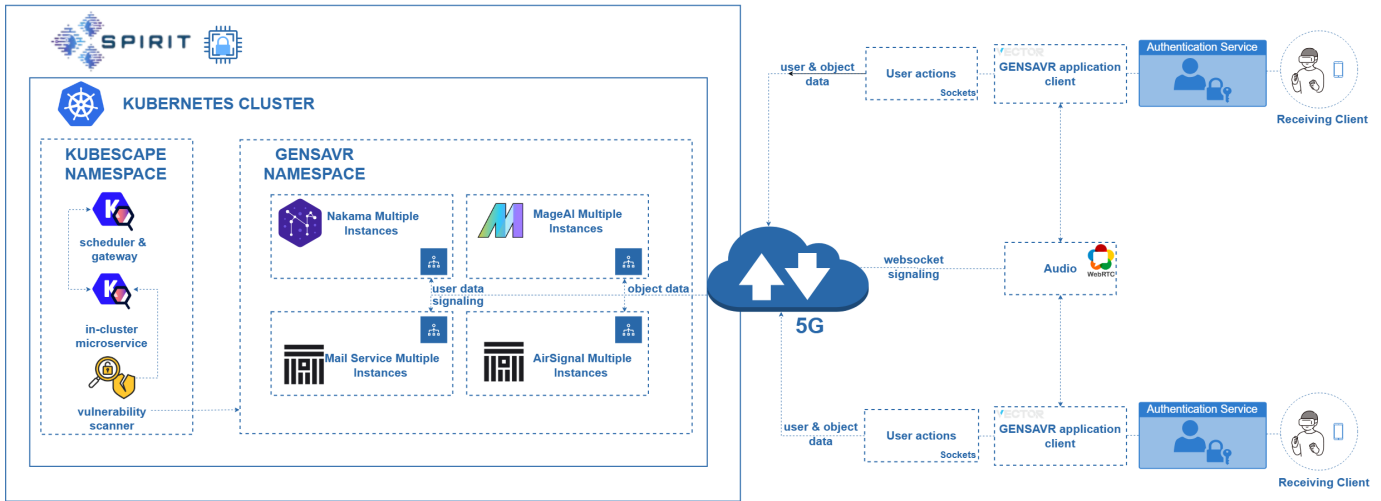 SPIRIT
KUBERNETES CLUSTER
KUBESCAPE
NAMESPACE
scheduler &
gateway
in-cluster
microservice
vulnerability
scanner
GENSAVR
NAMESPACE
Nakama Multiple
Instances
MageAI Multiple
Instances
user data
signaling
object data
Mail Service Multiple
Instances
AirSignal Multiple
Instances
5G
user & object
data
User actions
Sockets
VECTOR
GENSAVR application
client
Authentication Service
Receiving Client
websocket
signaling
Audio
WebRTC
user & object
data
User actions
Sockets
VECTOR
GENSAVR application
client
Authentication Service
Receiving Client